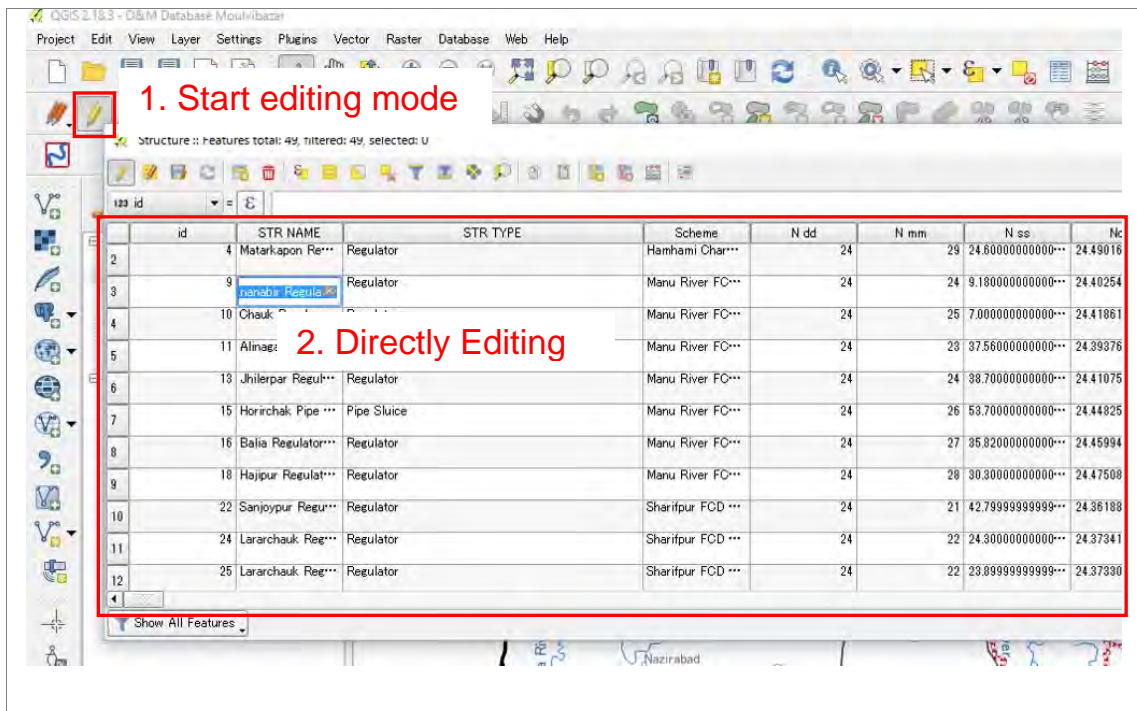 QGIS 2.18.3 - O&M Database Moulvibazar
Project Edit View Layer Settings Plugins Vector Raster Database Web Help
1. Start editing mode
Structure :: Features total: 49, filtered: 49, selected: 0
123 id = ε
id STR NAME STR TYPE Scheme N dd N mm N ss
2 4 Matarkapon Re··· Regulator Hamhami Char··· 24 29 24.60000000000··· 24.49016
3 9 nanabir Regula Regulator Manu River FC··· 24 24 9.180000000000··· 24.40254
4 10 Chauk Manu River FC··· 24 25 7.000000000000··· 24.41861
5 11 Alinaga Manu River FC··· 24 23 37.56000000000··· 24.39376
2. Directly Editing
6 13 Jhilerpar Regul··· Regulator Manu River FC··· 24 24 38.70000000000··· 24.41075
7 15 Horirchak Pipe ··· Pipe Sluice Manu River FC··· 24 26 53.70000000000··· 24.44825
8 16 Balia Regulator··· Regulator Manu River FC··· 24 27 35.82000000000··· 24.45994
9 18 Hajipur Regulat··· Regulator Manu River FC··· 24 28 30.30000000000··· 24.47508
10 22 Sanjoypur Regu··· Regulator Sharifpur FCD ··· 24 21 42.79999999999··· 24.36188
11 24 Lararchauk Reg··· Regulator Sharifpur FCD ··· 24 22 24.30000000000··· 24.37341
12 25 Lararchauk Reg··· Regulator Sharifpur FCD ··· 24 22 23.89999999999··· 24.37330
Show All Features
Nazirabad